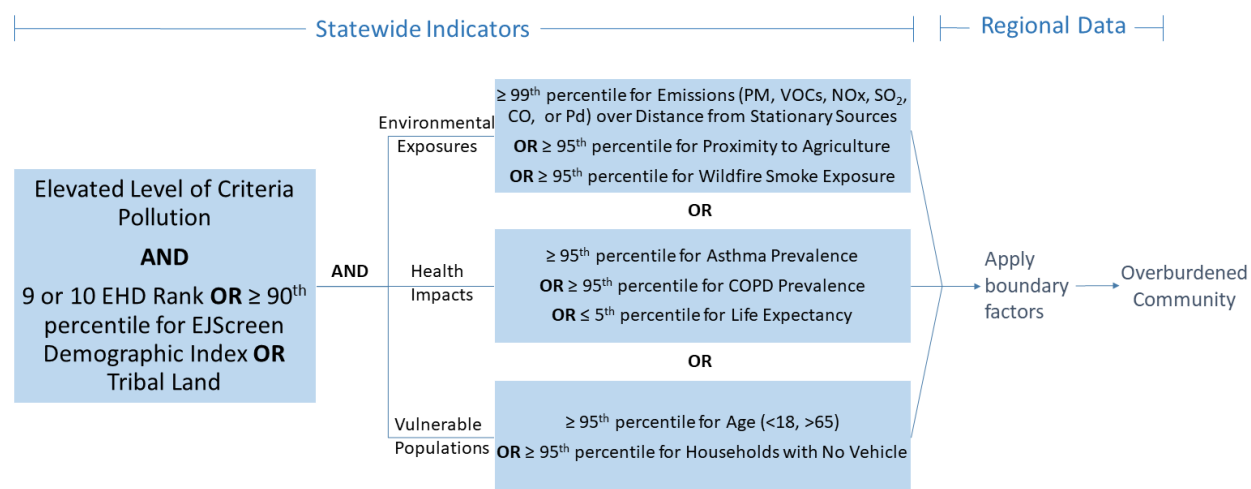 Statewide Indicators
Regional Data
Elevated Level of Criteria
Pollution
AND
9 or 10 EHD Rank OR ≥ 90th
percentile for EJScreen
Demographic Index OR
Tribal Land
AND
Environmental
Exposures
≥ 99th percentile for Emissions (PM, VOCs, NOx, SO₂,
CO, or Pd) over Distance from Stationary Sources
OR ≥ 95th percentile for Proximity to Agriculture
OR ≥ 95th percentile for Wildfire Smoke Exposure
OR
Health
Impacts
≥ 95th percentile for Asthma Prevalence
OR ≥ 95th percentile for COPD Prevalence
OR ≤ 5th percentile for Life Expectancy
OR
Vulnerable
Populations
≥ 95th percentile for Age (<18, >65)
OR ≥ 95th percentile for Households with No Vehicle
Apply
boundary
factors
Overburdened
Community